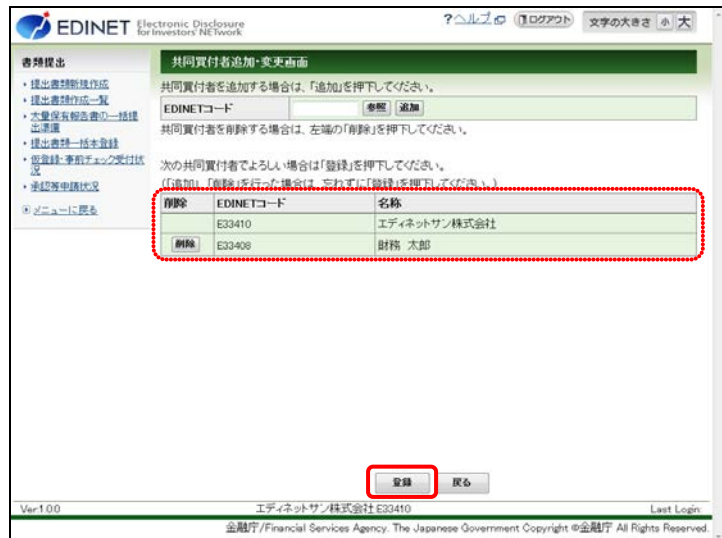 EDINET Electronic Disclosure for Investors' NETwork
?ヘルプ ログアウト 文字の大きさ 小 大
書類提出
・提出書類新規作成
・提出書類作成一覧
・大量保有報告書の一括提出準備
・提出書類一括本登録
・仮登録・事前チェック受付状況
・承認等申請状況
メニューに戻る
共同買付者追加・変更画面
共同買付者を追加する場合は、「追加」を押下してください。
EDINETコード 参照 追加
共同買付者を削除する場合は、左端の「削除」を押下してください。
次の共同買付者でよろしい場合は「登録」を押下してください。
(「追加」、「削除」を行った場合は、忘れずに「登録」を押下してください。)
削除 EDINETコード 名称
E33410 エディネットサン株式会社
削除 E33408 財務 太郎
登録 戻る
Ver1.00 エディネットサン株式会社 E33410 Last Login:
金融庁/Financial Services Agency. The Japanese Government Copyright ©金融庁 All Rights Reserved.